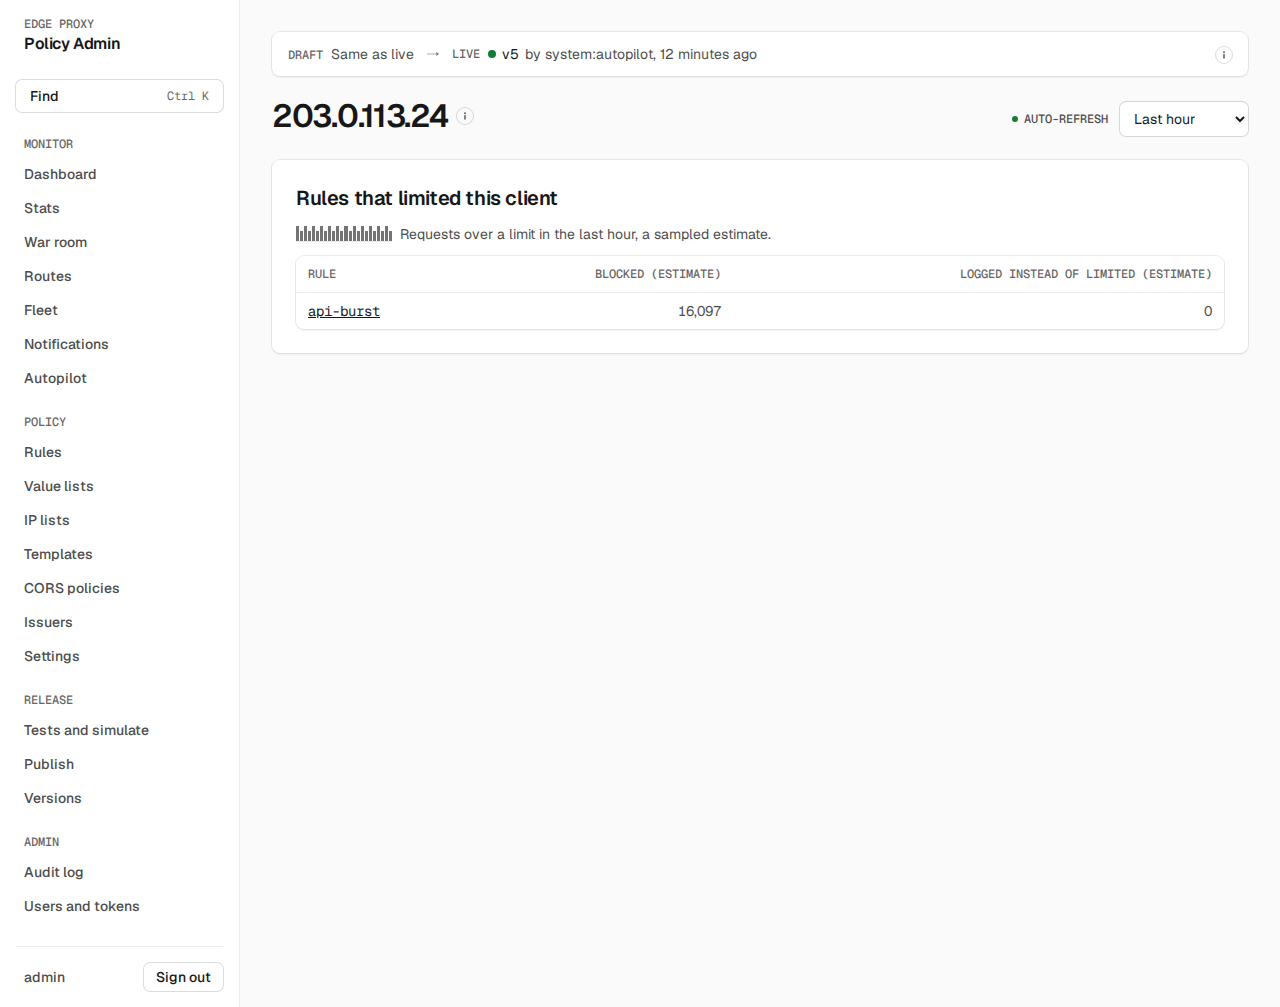 EDGE PROXY
Policy Admin
Find Ctrl K
MONITOR
Dashboard
Stats
War room
Routes
Fleet
Notifications
Autopilot
POLICY
Rules
Value lists
IP lists
Templates
CORS policies
Issuers
Settings
RELEASE
Tests and simulate
Publish
Versions
ADMIN
Audit log
Users and tokens
admin Sign out
DRAFT Same as live → LIVE v5 by system:autopilot, 12 minutes ago
203.0.113.24
AUTO-REFRESH Last hour
Rules that limited this client
Requests over a limit in the last hour, a sampled estimate.
RULE BLOCKED (ESTIMATE) LOGGED INSTEAD OF LIMITED (ESTIMATE)
api-burst 16,097 0